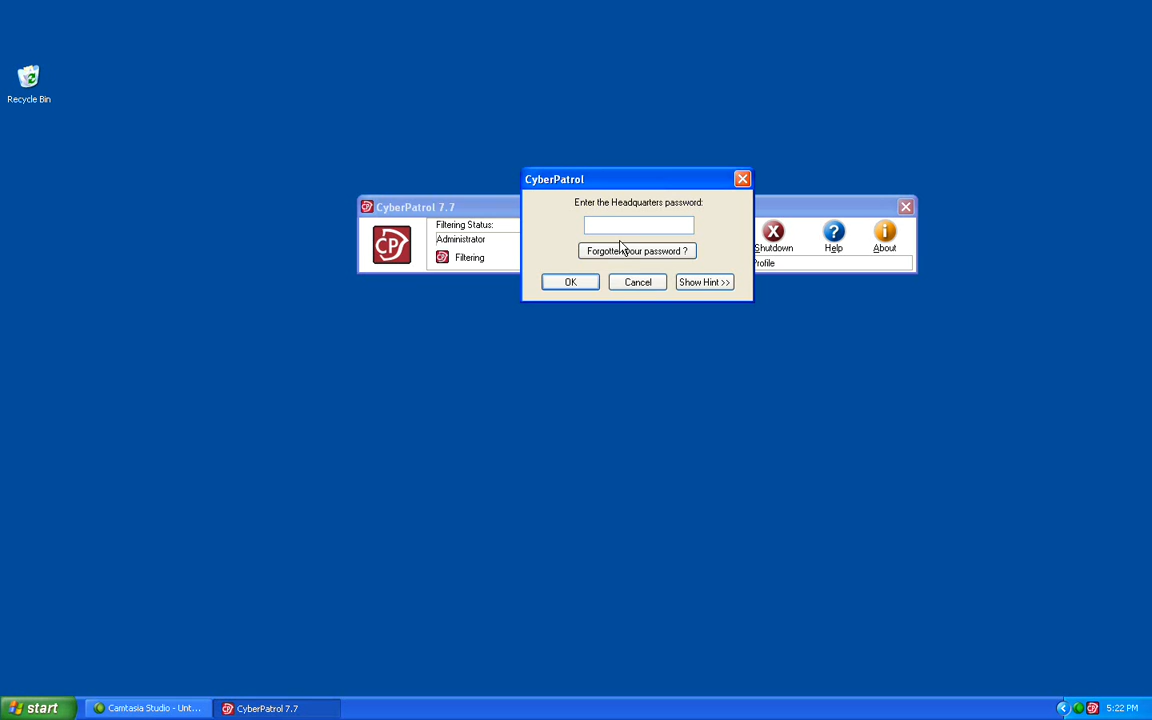 Recycle Bin
CyberPatrol
Enter the Headquarters password:
Forgotten your password ?
OK
Cancel
Show Hint >>
CyberPatrol 7.7
CP
Filtering Status:
Administrator
Filtering
Shutdown
Help
About
Profile
start
Camtasia Studio - Unt...
CyberPatrol 7.7
5:22 PM